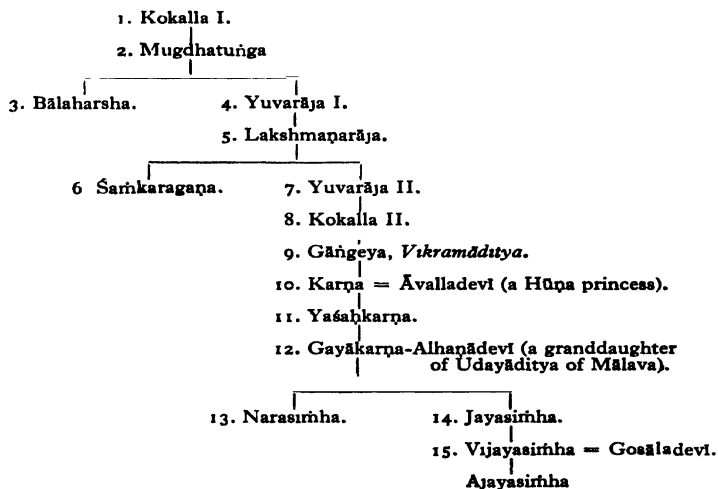 1. Kokalla I.
2. Mugdhatuṅga
3. Bālaharsha. 4. Yuvarāja I.
5. Lakshmaṇarāja.
6 Śaṁkaragaṇa. 7. Yuvarāja II.
8. Kokalla II.
9. Gāṅgeya, Vikramāditya.
10. Karṇa = Āvalladevī (a Hūṇa princess).
11. Yaśaḥkarṇa.
12. Gayākarṇa-Alhaṇādevī (a granddaughter
of Udayāditya of Mālava).
13. Narasiṁha. 14. Jayasiṁha.
15. Vijayasiṁha = Gosāladevī.
Ajayasiṁha